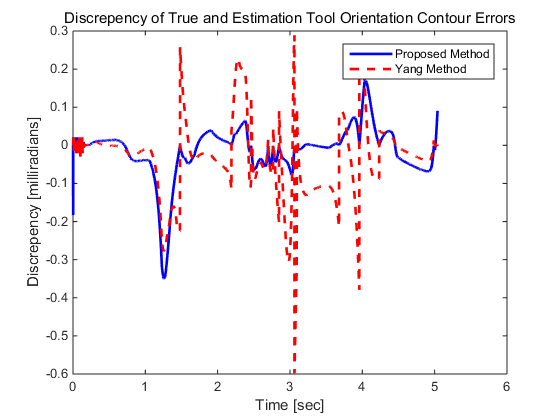 Discrepency of True and Estimation Tool Orientation Contour Errors
Proposed Method
Yang Method
Discrepency [milliradians]
0.3
0.2
0.1
0
-0.1
-0.2
-0.3
-0.4
-0.5
-0.6
0 1 2 3 4 5 6
Time [sec]